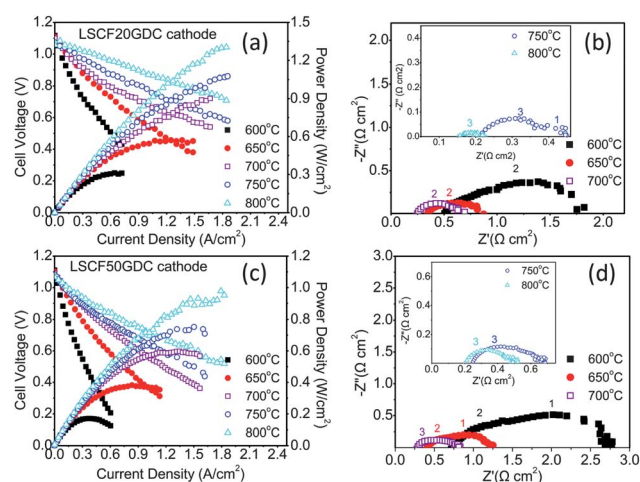 LSCF20GDC cathode
(a)
1.2
1.0
0.8
0.6
0.4
0.2
0.0
Cell Voltage (V)
1.5
1.2
0.9
0.6
0.3
0.0
Power Density (W/cm²)
600°C
650°C
700°C
750°C
800°C
0.0 0.3 0.6 0.9 1.2 1.5 1.8 2.1
Current Density (A/cm²)
(b)
2.0
1.5
1.0
0.5
0.0
-Z"(Ω cm²)
750°C
800°C
0.4
0.2
0.0
-Z"(Ω cm2)
3 3 1
0.1 0.2 0.3 0.4
Z'(Ω cm2)
600°C
650°C
700°C
2
2 2
0.0 0.5 1.0 1.5 2.0
Z'(Ω cm²)
LSCF50GDC cathode
(c)
1.2
1.0
0.8
0.6
0.4
0.2
0.0
Cell Voltage (V)
1.2
1.0
0.8
0.6
0.4
0.2
0.0
Power Density (W/cm²)
600°C
650°C
700°C
750°C
800°C
0.0 0.3 0.6 0.9 1.2 1.5 1.8 2.1
Current Density (A/cm²)
(d)
2.5
2.0
1.5
1.0
0.5
0.0
-Z"(Ω cm²)
750°C
800°C
0.6
0.4
0.2
0.0
-Z"(Ω cm²)
3
3
0.0 0.2 0.4 0.6
Z'(Ω cm²)
600°C
650°C
700°C
3 2 1 2 1
0.0 0.5 1.0 1.5 2.0 2.5 3.0
Z'(Ω cm²)